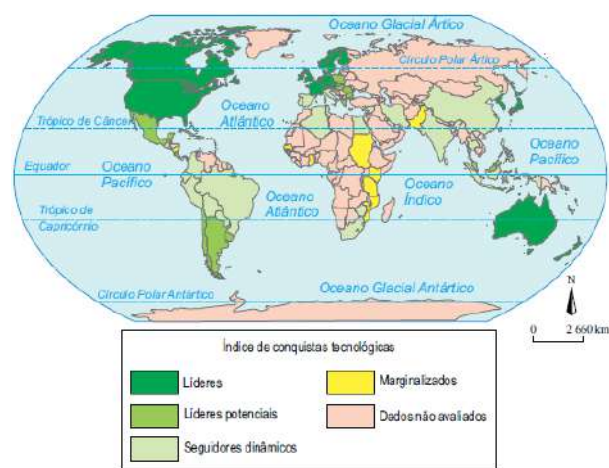 Oceano Glacial Ártico
Círculo Polar Ártico
Oceano
Atlântico
Trópico de Câncer
Oceano
Pacífico
Equador
Oceano
Pacífico
Oceano
Atlântico
Oceano
Índico
Trópico de
Capricórnio
Oceano Glacial Antártico
Círculo Polar Antártico
N
0 2 660 km
Índice de conquistas tecnológicas
Líderes
Marginalizados
Líderes potenciais
Dados não avaliados
Seguidores dinâmicos